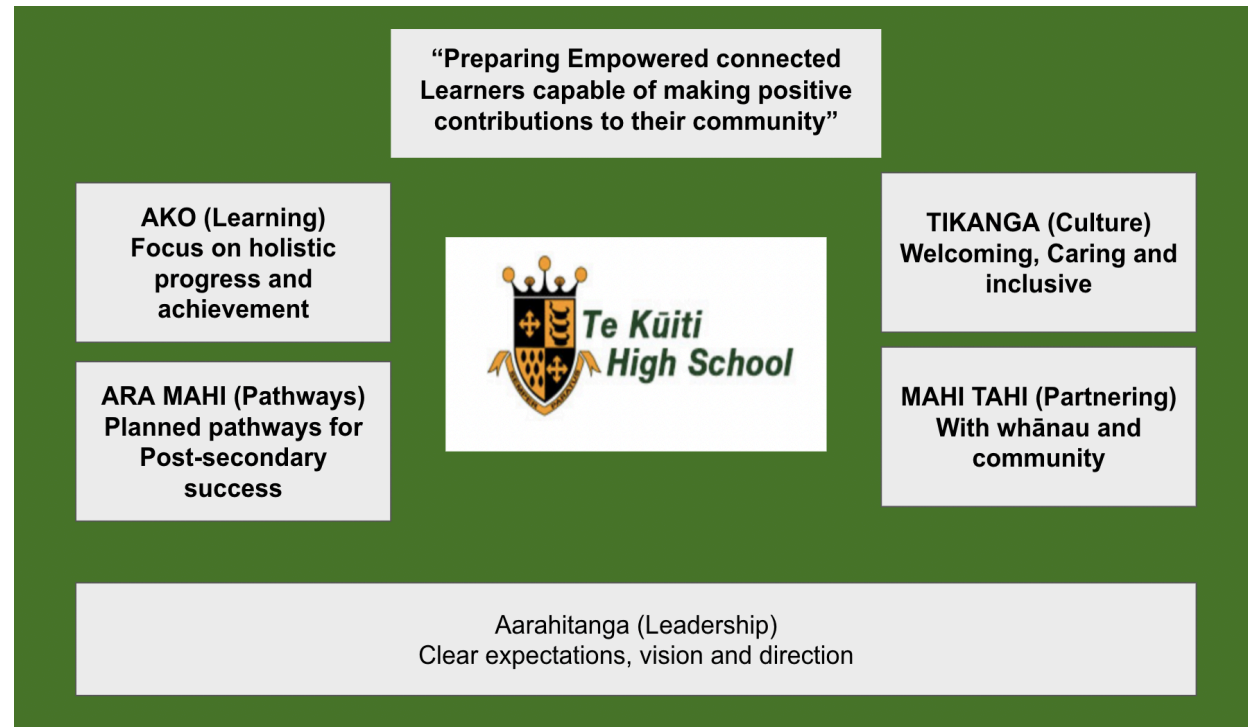 “Preparing Empowered connected
Learners capable of making positive
contributions to their community”
AKO (Learning)
Focus on holistic
progress and
achievement
TIKANGA (Culture)
Welcoming, Caring and
inclusive
Te Kūiti
High School
SEMPER PARATUS
ARA MAHI (Pathways)
Planned pathways for
Post-secondary
success
MAHI TAHI (Partnering)
With whānau and
community
Aarahitanga (Leadership)
Clear expectations, vision and direction